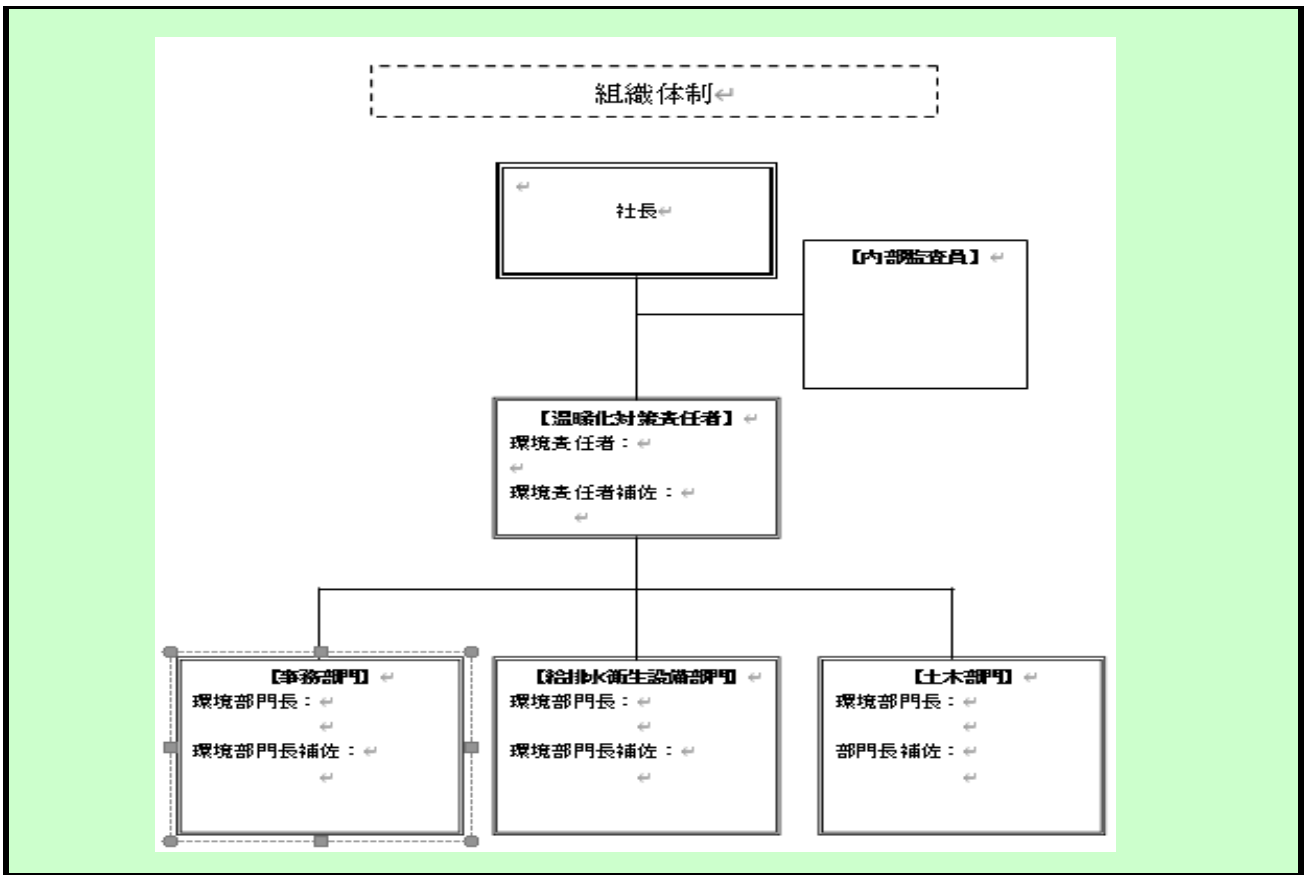 組織体制↵
↵
社長↵
【内部監査員】↵
【温暖化対策責任者】↵
環境責任者：↵
↵
環境責任者補佐：↵
↵
【事務部門】↵
環境部門長：↵
↵
環境部門長補佐：↵
↵
【給排水衛生設備部門】↵
環境部門長：↵
↵
環境部門長補佐：↵
↵
【土木部門】↵
環境部門長：↵
↵
部門長補佐：↵
↵